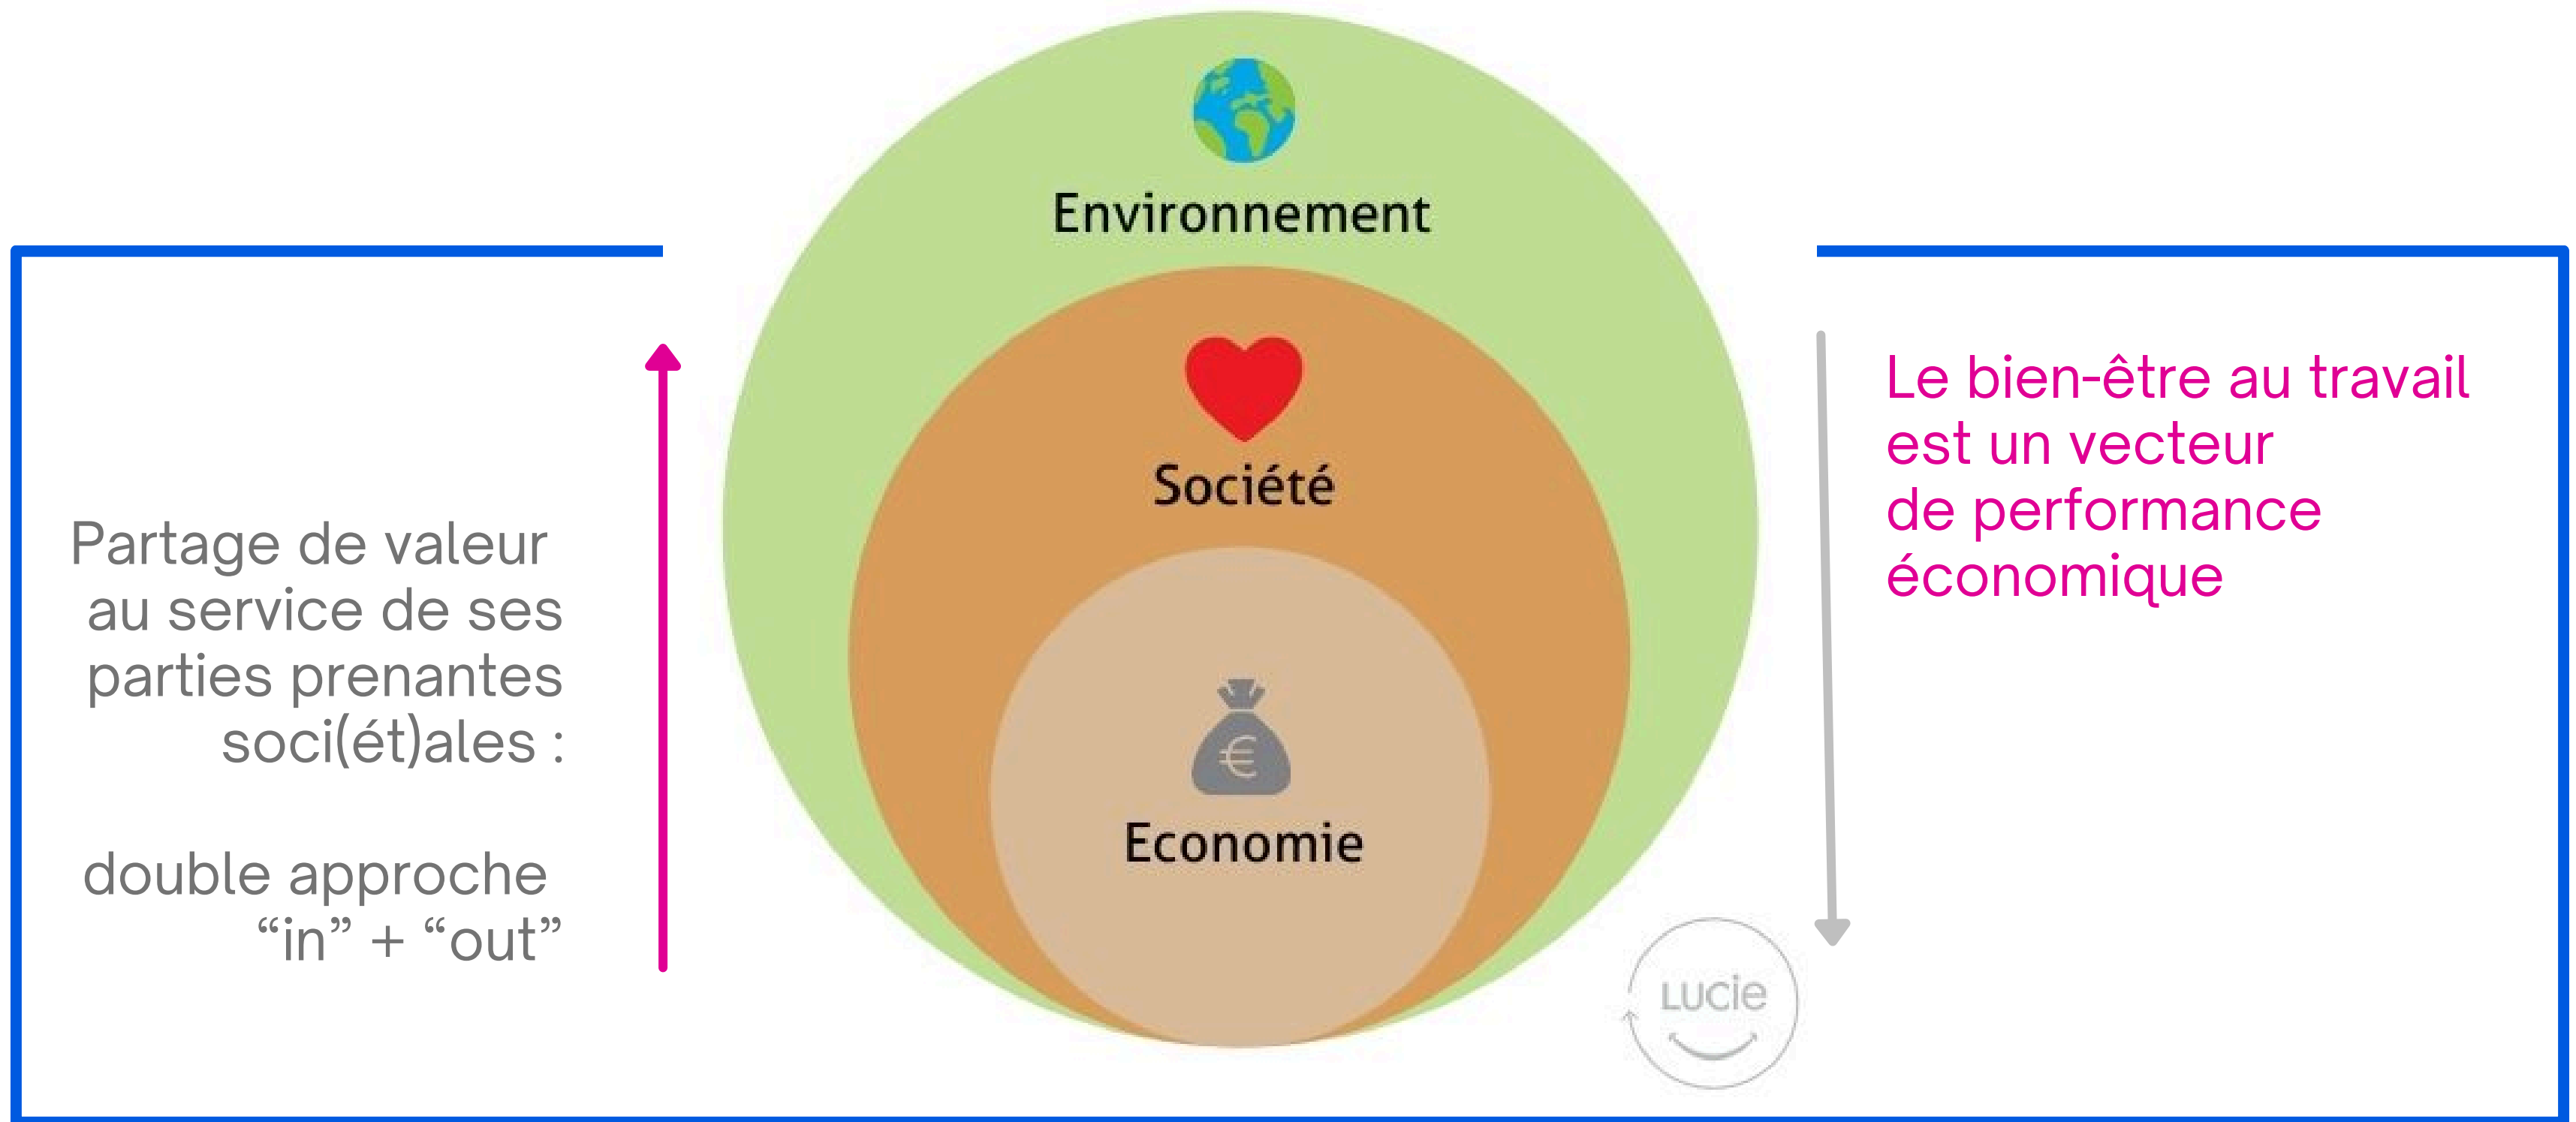 Environnement
Société
€
Economie
Partage de valeur
au service de ses
parties prenantes
soci(ét)ales :
double approche
“in” + “out”
Le bien-être au travail
est un vecteur
de performance
économique
LUCie